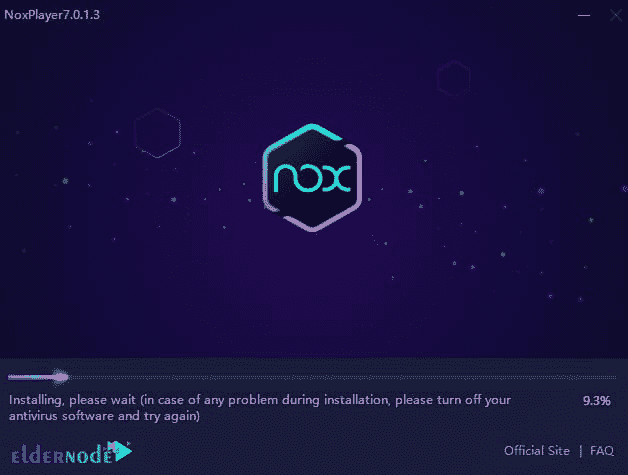 NoxPlayer7.0.1.3
nox
Installing, please wait (in case of any problem during installation, please turn off your
antivirus software and try again)
9.3%
eldernode
Official Site | FAQ